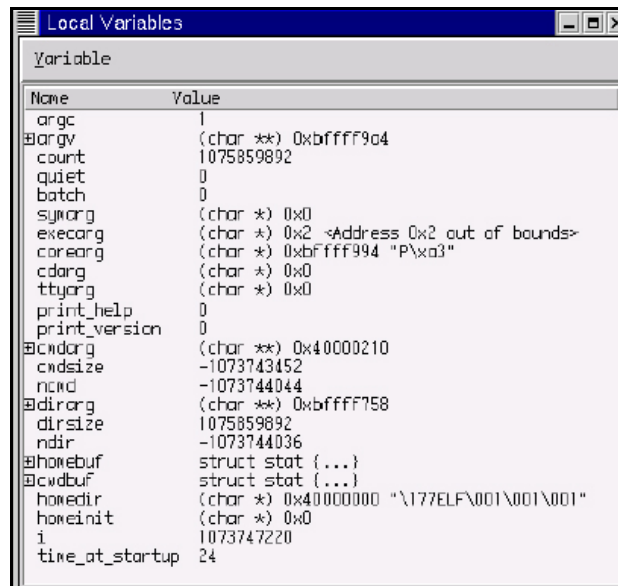 Local Variables
Variable
Name Value
argc 1
argv (char **) 0xbffff9a4
count 1075859892
quiet 0
batch 0
symarg (char *) 0x0
execarg (char *) 0x2 <Address 0x2 out of bounds>
corearg (char *) 0xbffff994 "P\xa3"
cdarg (char *) 0x0
ttyarg (char *) 0x0
print_help 0
print_version 0
cmdarg (char **) 0x40000210
cmdsize -1073743452
ncmd -1073744044
dirarg (char **) 0xbffff758
dirsize 1075859892
ndir -1073744036
homebuf struct stat {...}
cwdbuf struct stat {...}
homedir (char *) 0x40000000 "\177ELF\001\001\001"
homeinit (char *) 0x0
i 1073747220
time_at_startup 24